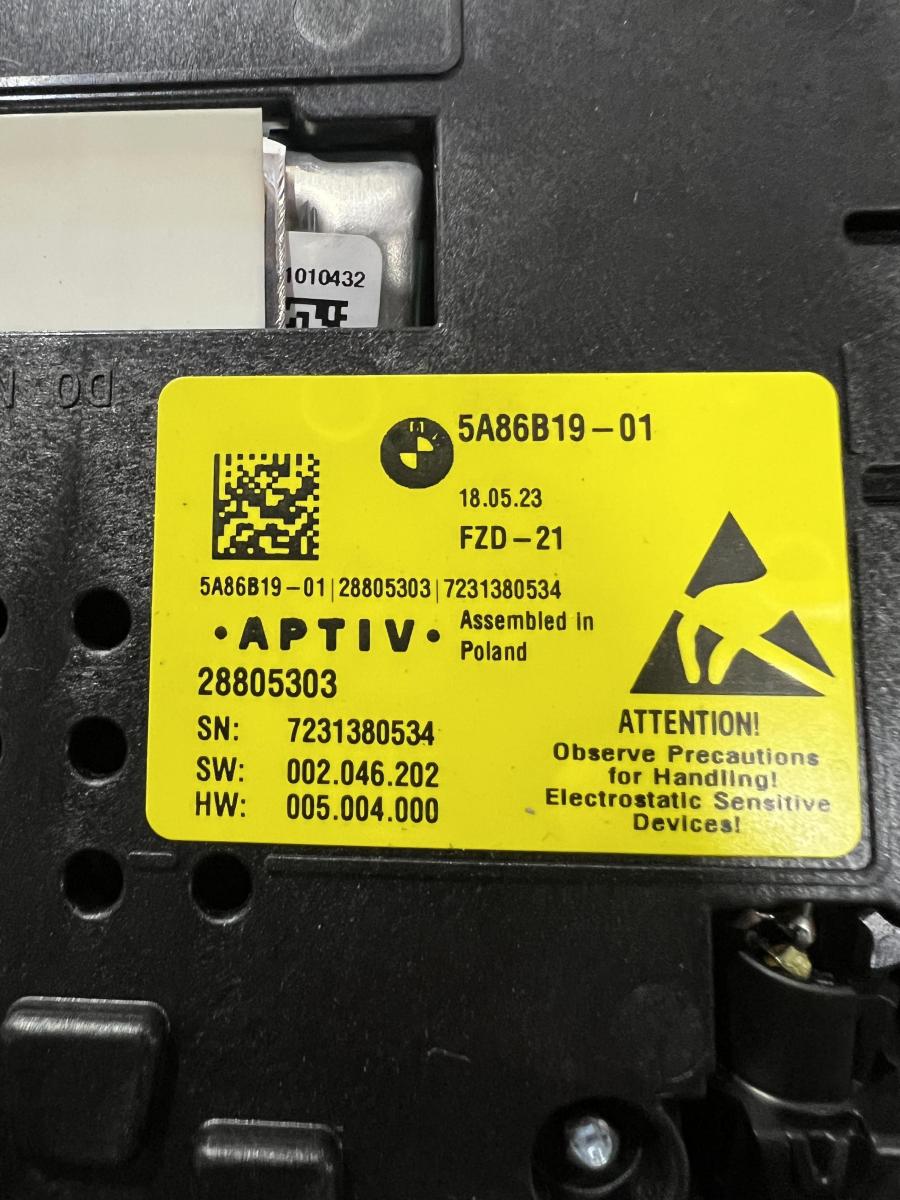 1010432
DO
5A86B19-01
18.05.23
FZD-21
5A86B19-01|28805303|7231380534
·APTIV·
Assembled in
Poland
28805303
SN: 7231380534
SW: 002.046.202
HW: 005.004.000
ATTENTION!
Observe Precautions
for Handling!
Electrostatic Sensitive
Devices!